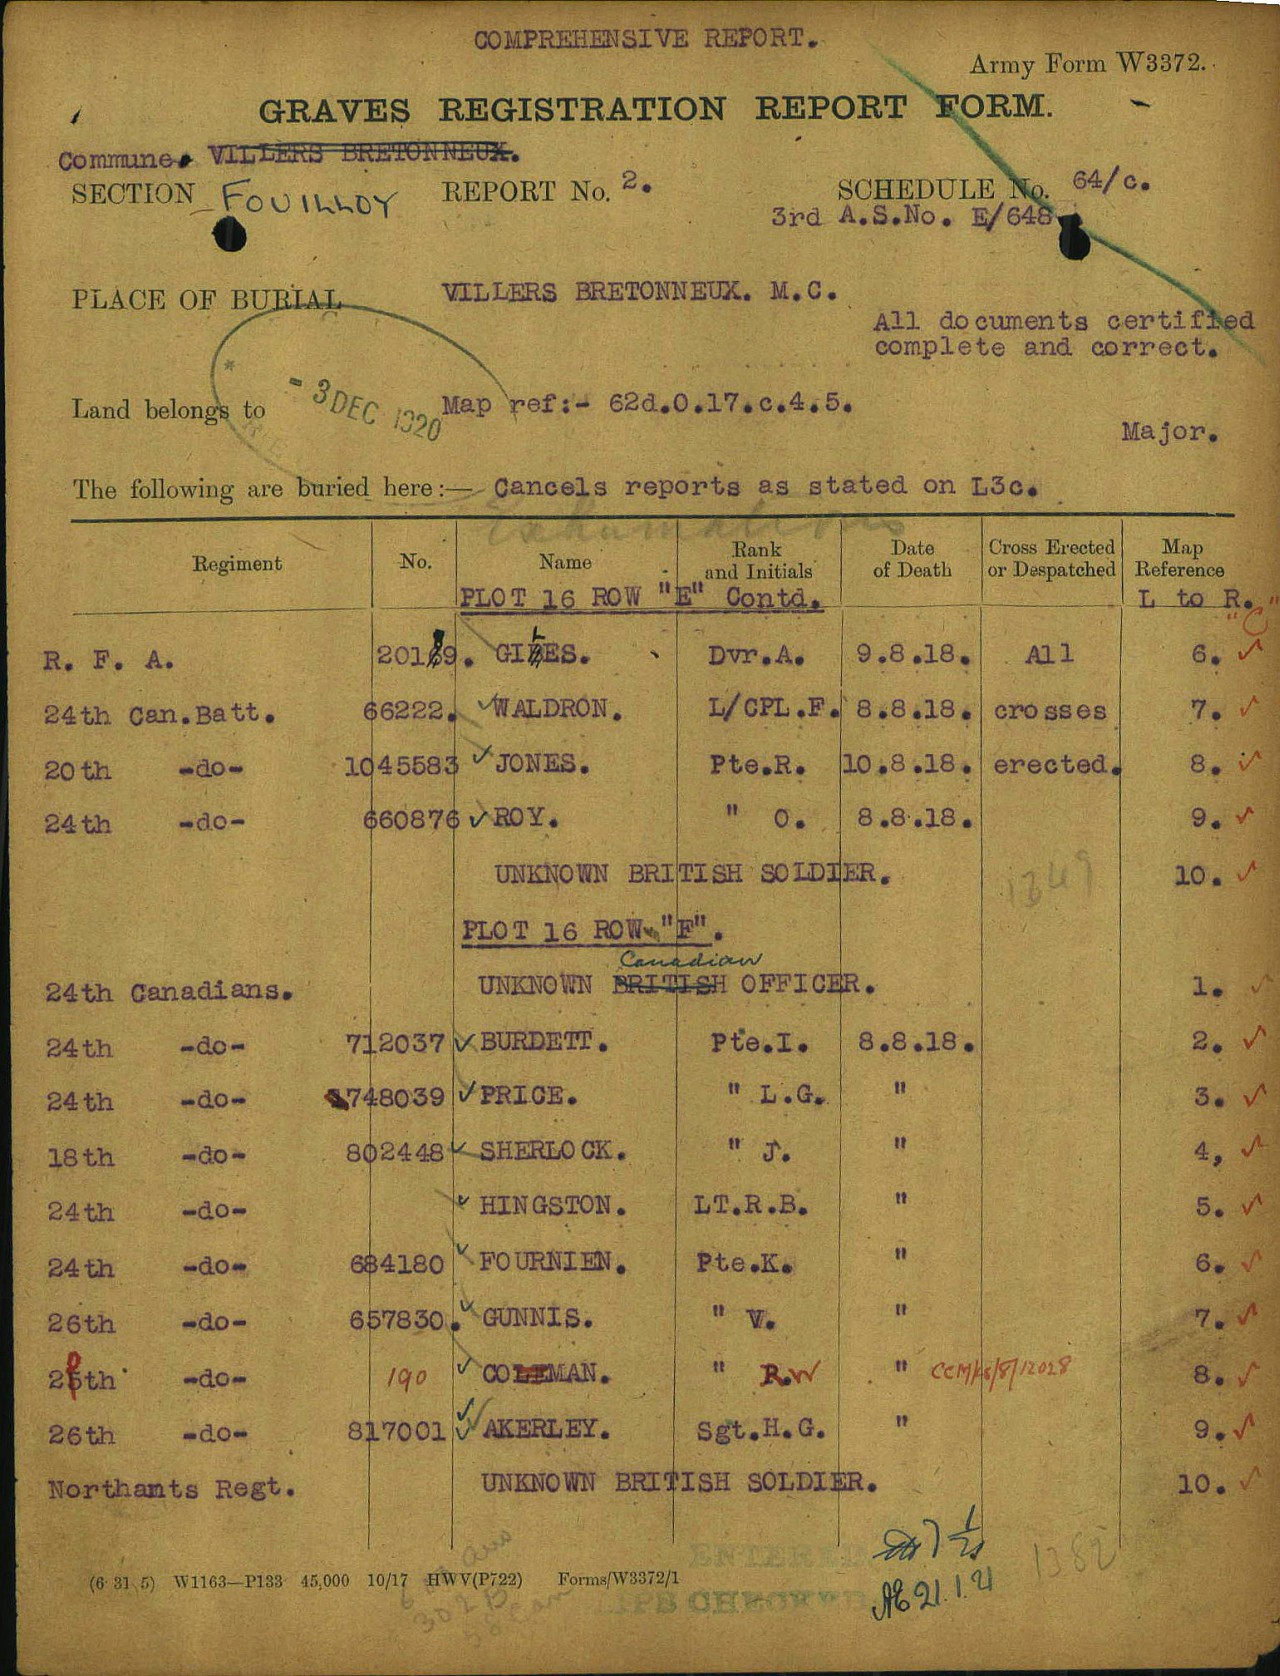 COMPREHENSIVE REPORT.
Army Form W3372.
GRAVES REGISTRATION REPORT FORM.
Commune. VILLERS BRETONNEUX.
SECTION FOUILLOY REPORT No. 2. SCHEDULE No. 64/c.
3rd A.S.No. E/648
PLACE OF BURIAL VILLERS BRETONNEUX. M.C.
All documents certified
complete and correct.
Land belongs to - 3 DEC 1920 Map ref:- 62d.O.17.c.4.5.
Major.
The following are buried here:— Cancels reports as stated on L3c.
Exhumations
Regiment No. Name Rank and Initials Date of Death Cross Erected or Despatched Map Reference
PLOT 16 ROW "E" Contd. L to R.
"C"
R. F. A. 20189. GILES. Dvr.A. 9.8.18. All 6.
24th Can.Batt. 66222. WALDRON. L/CPL.F. 8.8.18. crosses 7.
20th -do- 1045583 JONES. Pte.R. 10.8.18. erected. 8.
24th -do- 660876 ROY. " O. 8.8.18. 9.
UNKNOWN BRITISH SOLDIER. 1349 10.
PLOT 16 ROW "F".
Canadian
24th Canadians. UNKNOWN BRITISH OFFICER. 1.
24th -do- 712037 BURDETT. Pte.I. 8.8.18. 2.
24th -do- 748039 PRICE. " L.G. " 3.
18th -do- 802448 SHERLOCK. " J. " 4,
24th -do- HINGSTON. LT.R.B. " 5.
24th -do- 684180 FOURNIEN. Pte.K. " 6.
26th -do- 657830. GUNNIS. " V. " 7.
28th -do- 190 COLEMAN. " R.W " 8.
26th -do- 817001 AKERLEY. Sgt.H.G. " 9.
Northants Regt. UNKNOWN BRITISH SOLDIER. 10.
1382
ENTERED
CHECKED
AE 21.1.21
(6 31 5) W1163—P133 45,000 10/17 HWV(P722) Forms/W3372/1